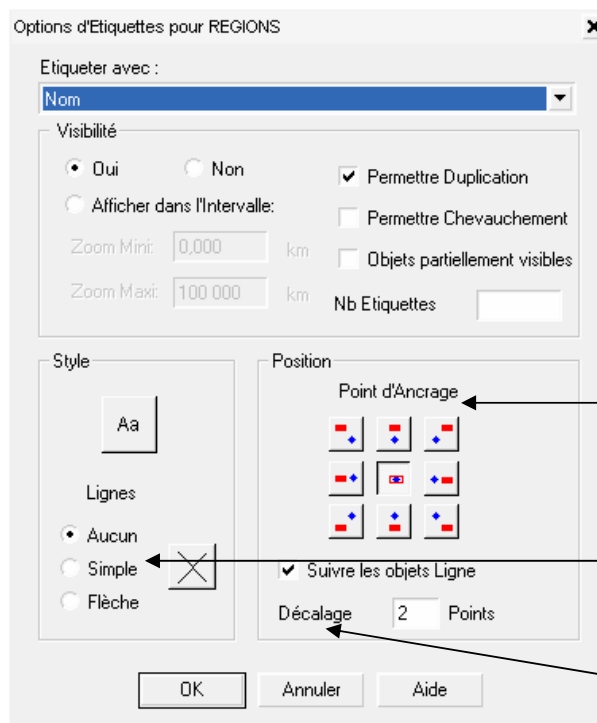 Options d'Etiquettes pour REGIONS
Etiqueter avec :
Nom
Visibilité
Oui
Non
Afficher dans l'Intervalle:
Zoom Mini:
0,000
km
Zoom Maxi:
100 000
km
Permettre Duplication
Permettre Chevauchement
Objets partiellement visibles
Nb Etiquettes
Style
Aa
Lignes
Aucun
Simple
Flèche
Position
Point d'Ancrage
Suivre les objets Ligne
Décalage
2
Points
OK
Annuler
Aide